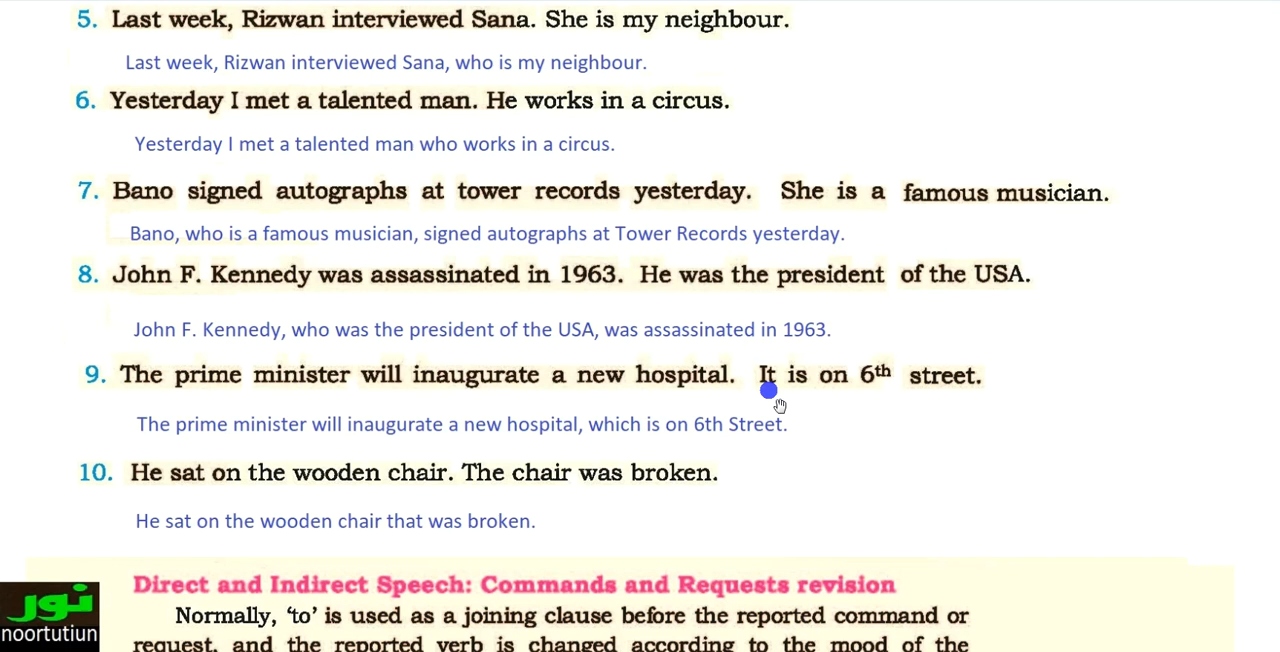 5. Last week, Rizwan interviewed Sana. She is my neighbour.
Last week, Rizwan interviewed Sana, who is my neighbour.
6. Yesterday I met a talented man. He works in a circus.
Yesterday I met a talented man who works in a circus.
7. Bano signed autographs at tower records yesterday. She is a famous musician.
Bano, who is a famous musician, signed autographs at Tower Records yesterday.
8. John F. Kennedy was assassinated in 1963. He was the president of the USA.
John F. Kennedy, who was the president of the USA, was assassinated in 1963.
9. The prime minister will inaugurate a new hospital. It is on 6th street.
The prime minister will inaugurate a new hospital, which is on 6th Street.
10. He sat on the wooden chair. The chair was broken.
He sat on the wooden chair that was broken.
Direct and Indirect Speech: Commands and Requests revision
Normally, ‘to’ is used as a joining clause before the reported command or
request, and the reported verb is changed according to the mood of the
نور
noortutiun